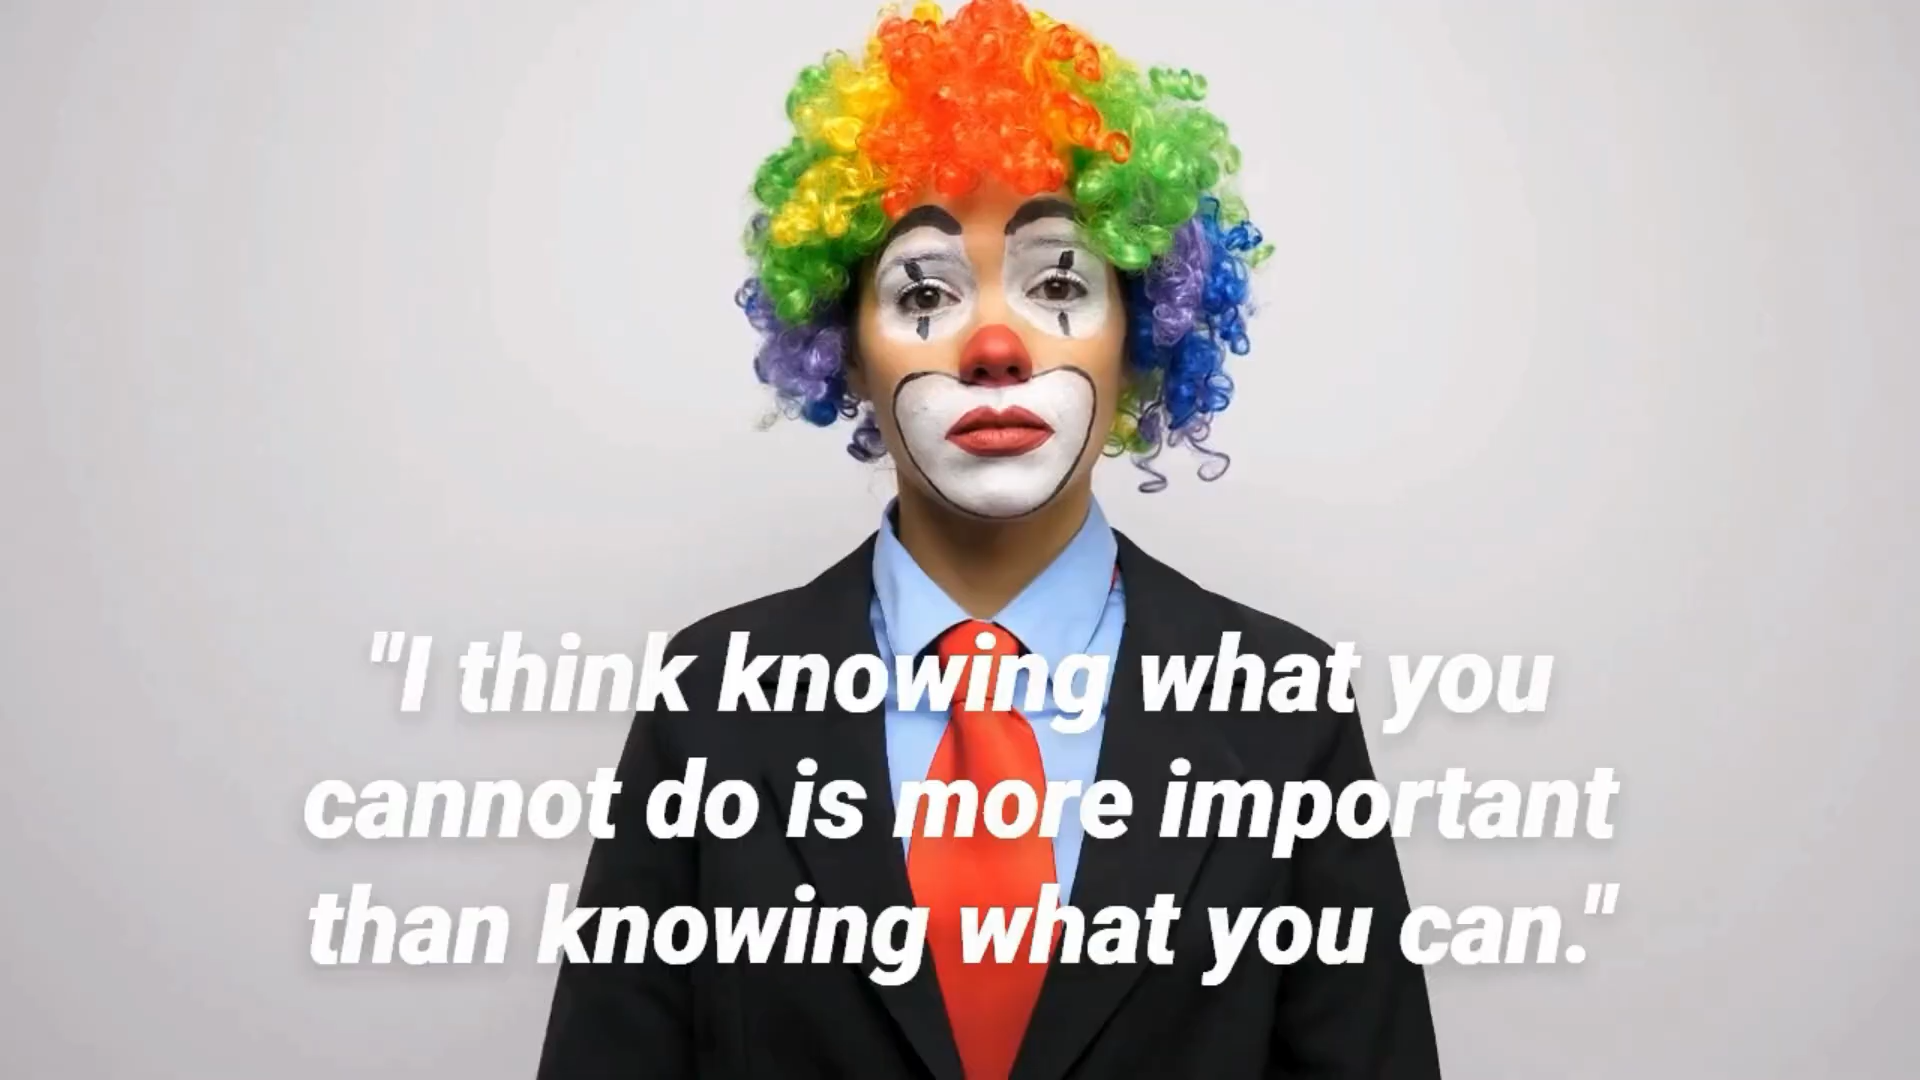 "I think knowing what you
cannot do is more important
than knowing what you can."